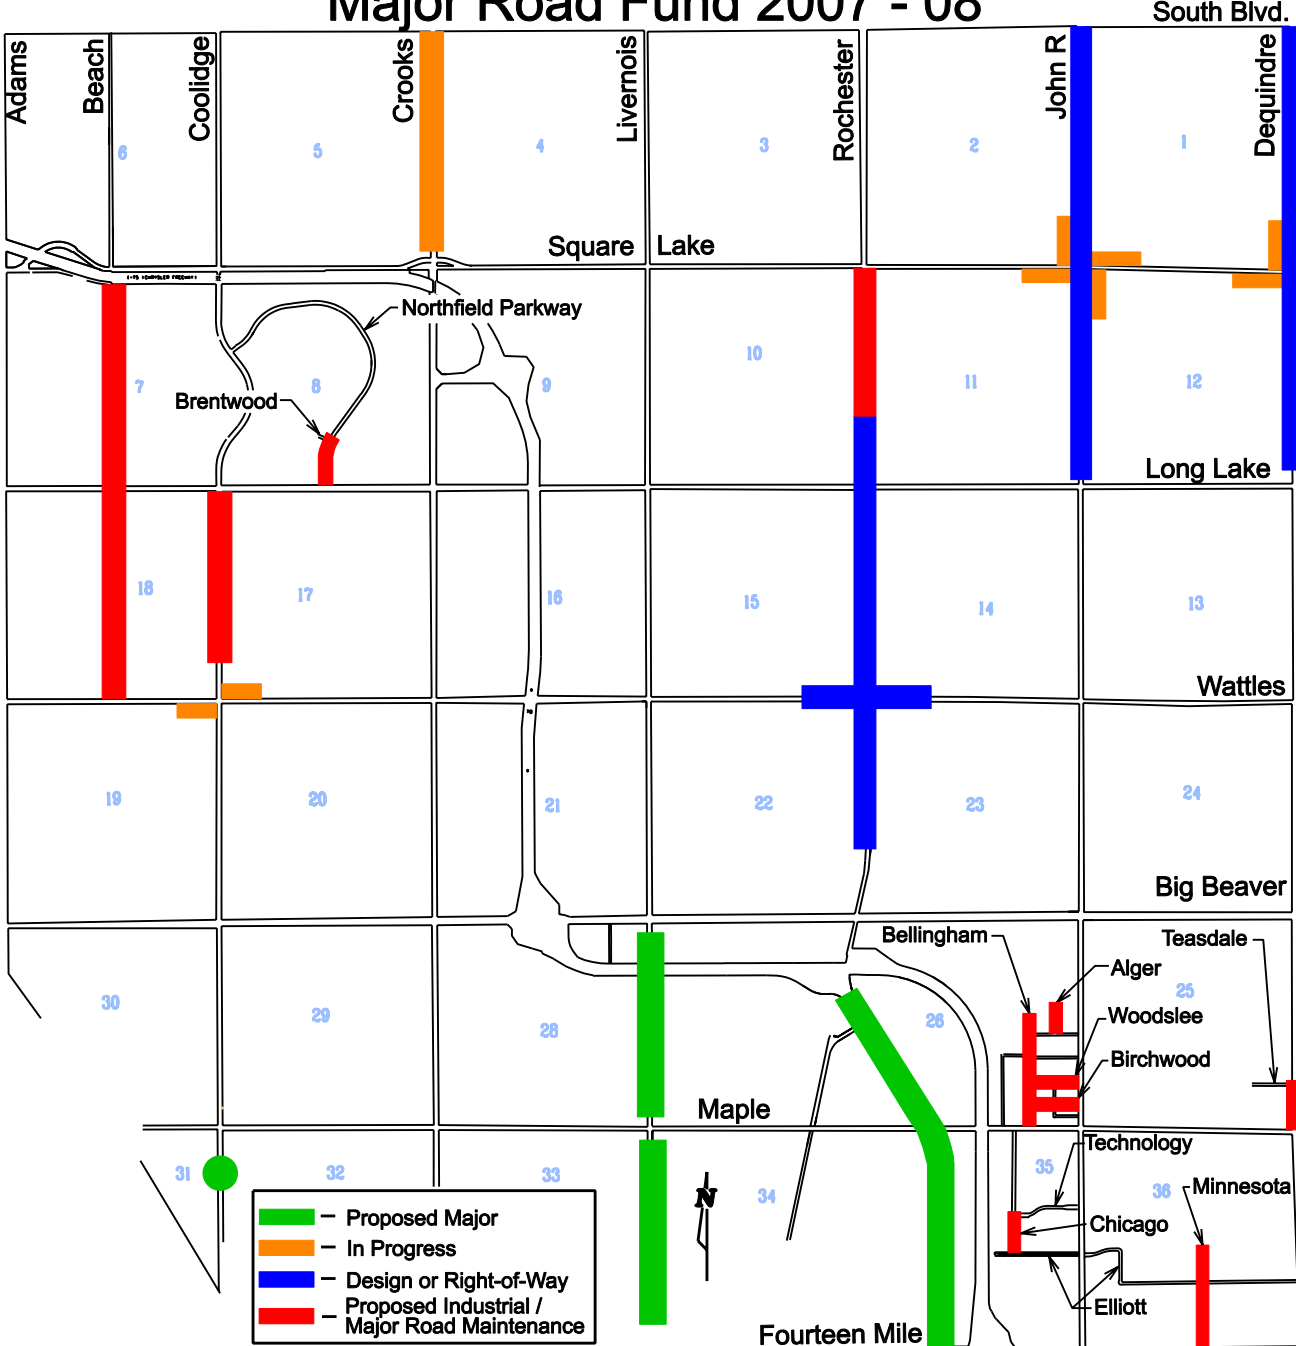 Major Road Fund 2007 - 08
South Blvd.
Adams
Beach
Coolidge
Crooks
Livernois
Rochester
John R
Dequindre
6
5
4
3
2
1
Square Lake
Northfield Parkway
7
8
9
10
11
12
Brentwood
Long Lake
18
17
16
15
14
13
Wattles
19
20
21
22
23
24
Big Beaver
Bellingham
Teasdale
Alger
30
29
28
26
25
Woodslee
Birchwood
Maple
Technology
31
32
33
34
35
36
Minnesota
N
Chicago
Elliott
Fourteen Mile
– Proposed Major
– In Progress
– Design or Right-of-Way
– Proposed Industrial /
Major Road Maintenance